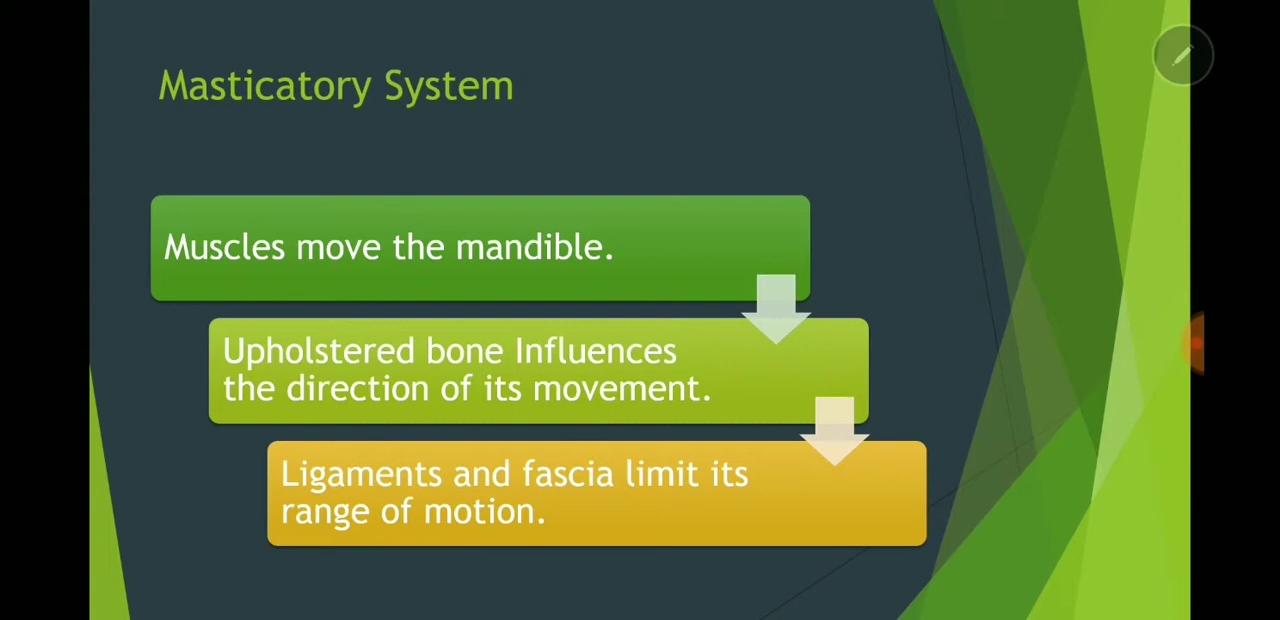 Masticatory System
Muscles move the mandible.
Upholstered bone Influences
the direction of its movement.
Ligaments and fascia limit its
range of motion.